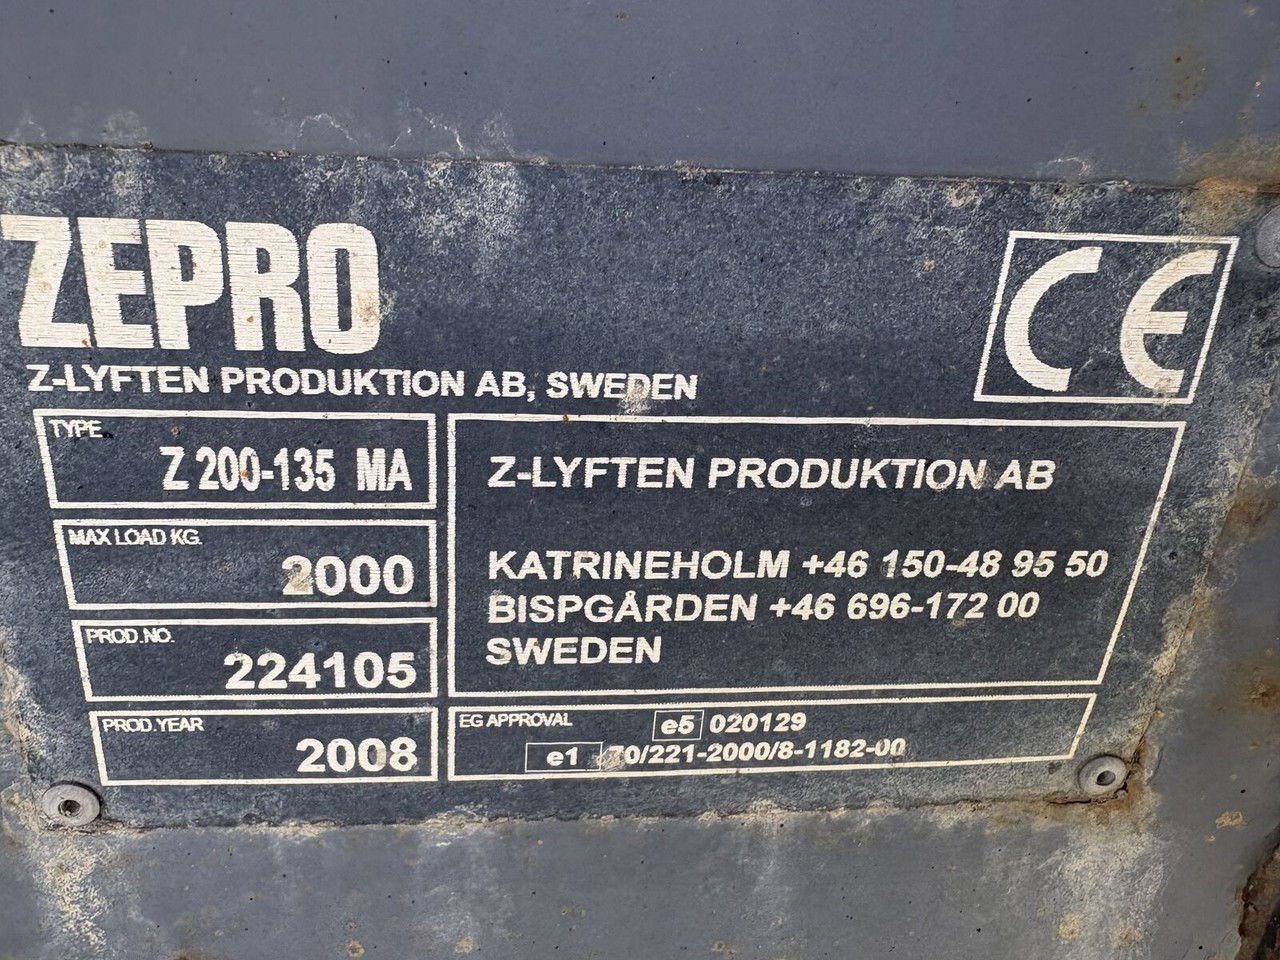 ZEPRO
CE
Z-LYFTEN PRODUKTION AB, SWEDEN
TYPE
Z 200-135 MA
MAX LOAD KG.
2000
PROD.NO.
224105
PROD.YEAR
2008
Z-LYFTEN PRODUKTION AB
KATRINEHOLM +46 150-48 95 50
BISPGÅRDEN +46 696-172 00
SWEDEN
EG APPROVAL e5 020129
e1 70/221-2000/8-1182-00